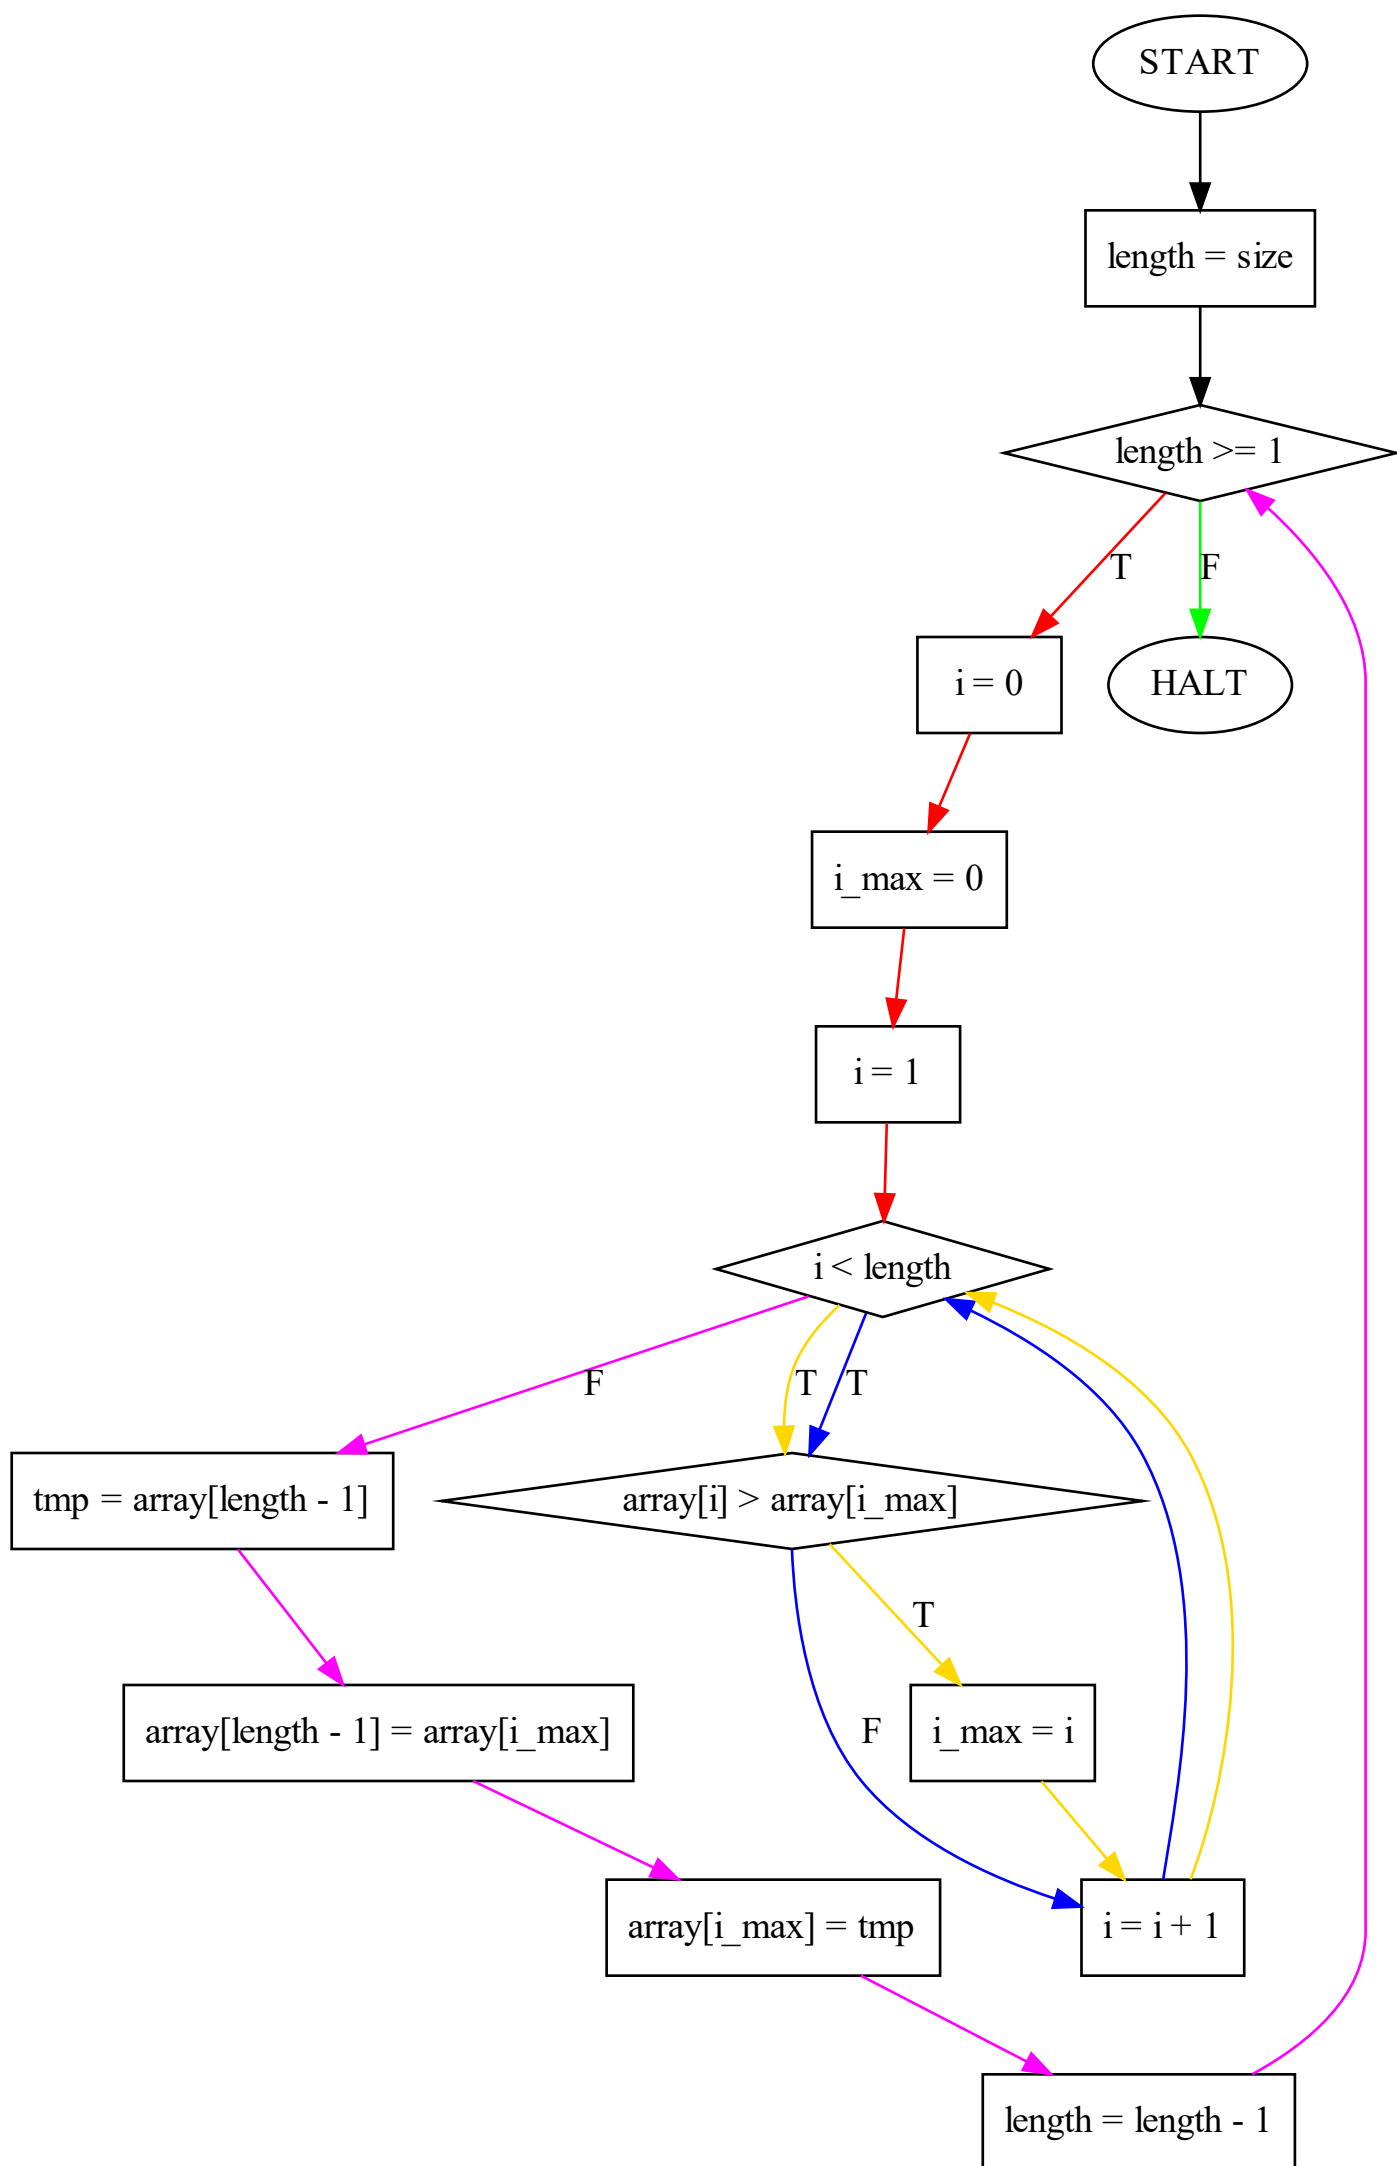 START
length = size
length >= 1
T
F
i = 0
HALT
i_max = 0
i = 1
i < length
F
T
T
tmp = array[length - 1]
array[i] > array[i_max]
T
array[length - 1] = array[i_max]
F
i_max = i
array[i_max] = tmp
i = i + 1
length = length - 1